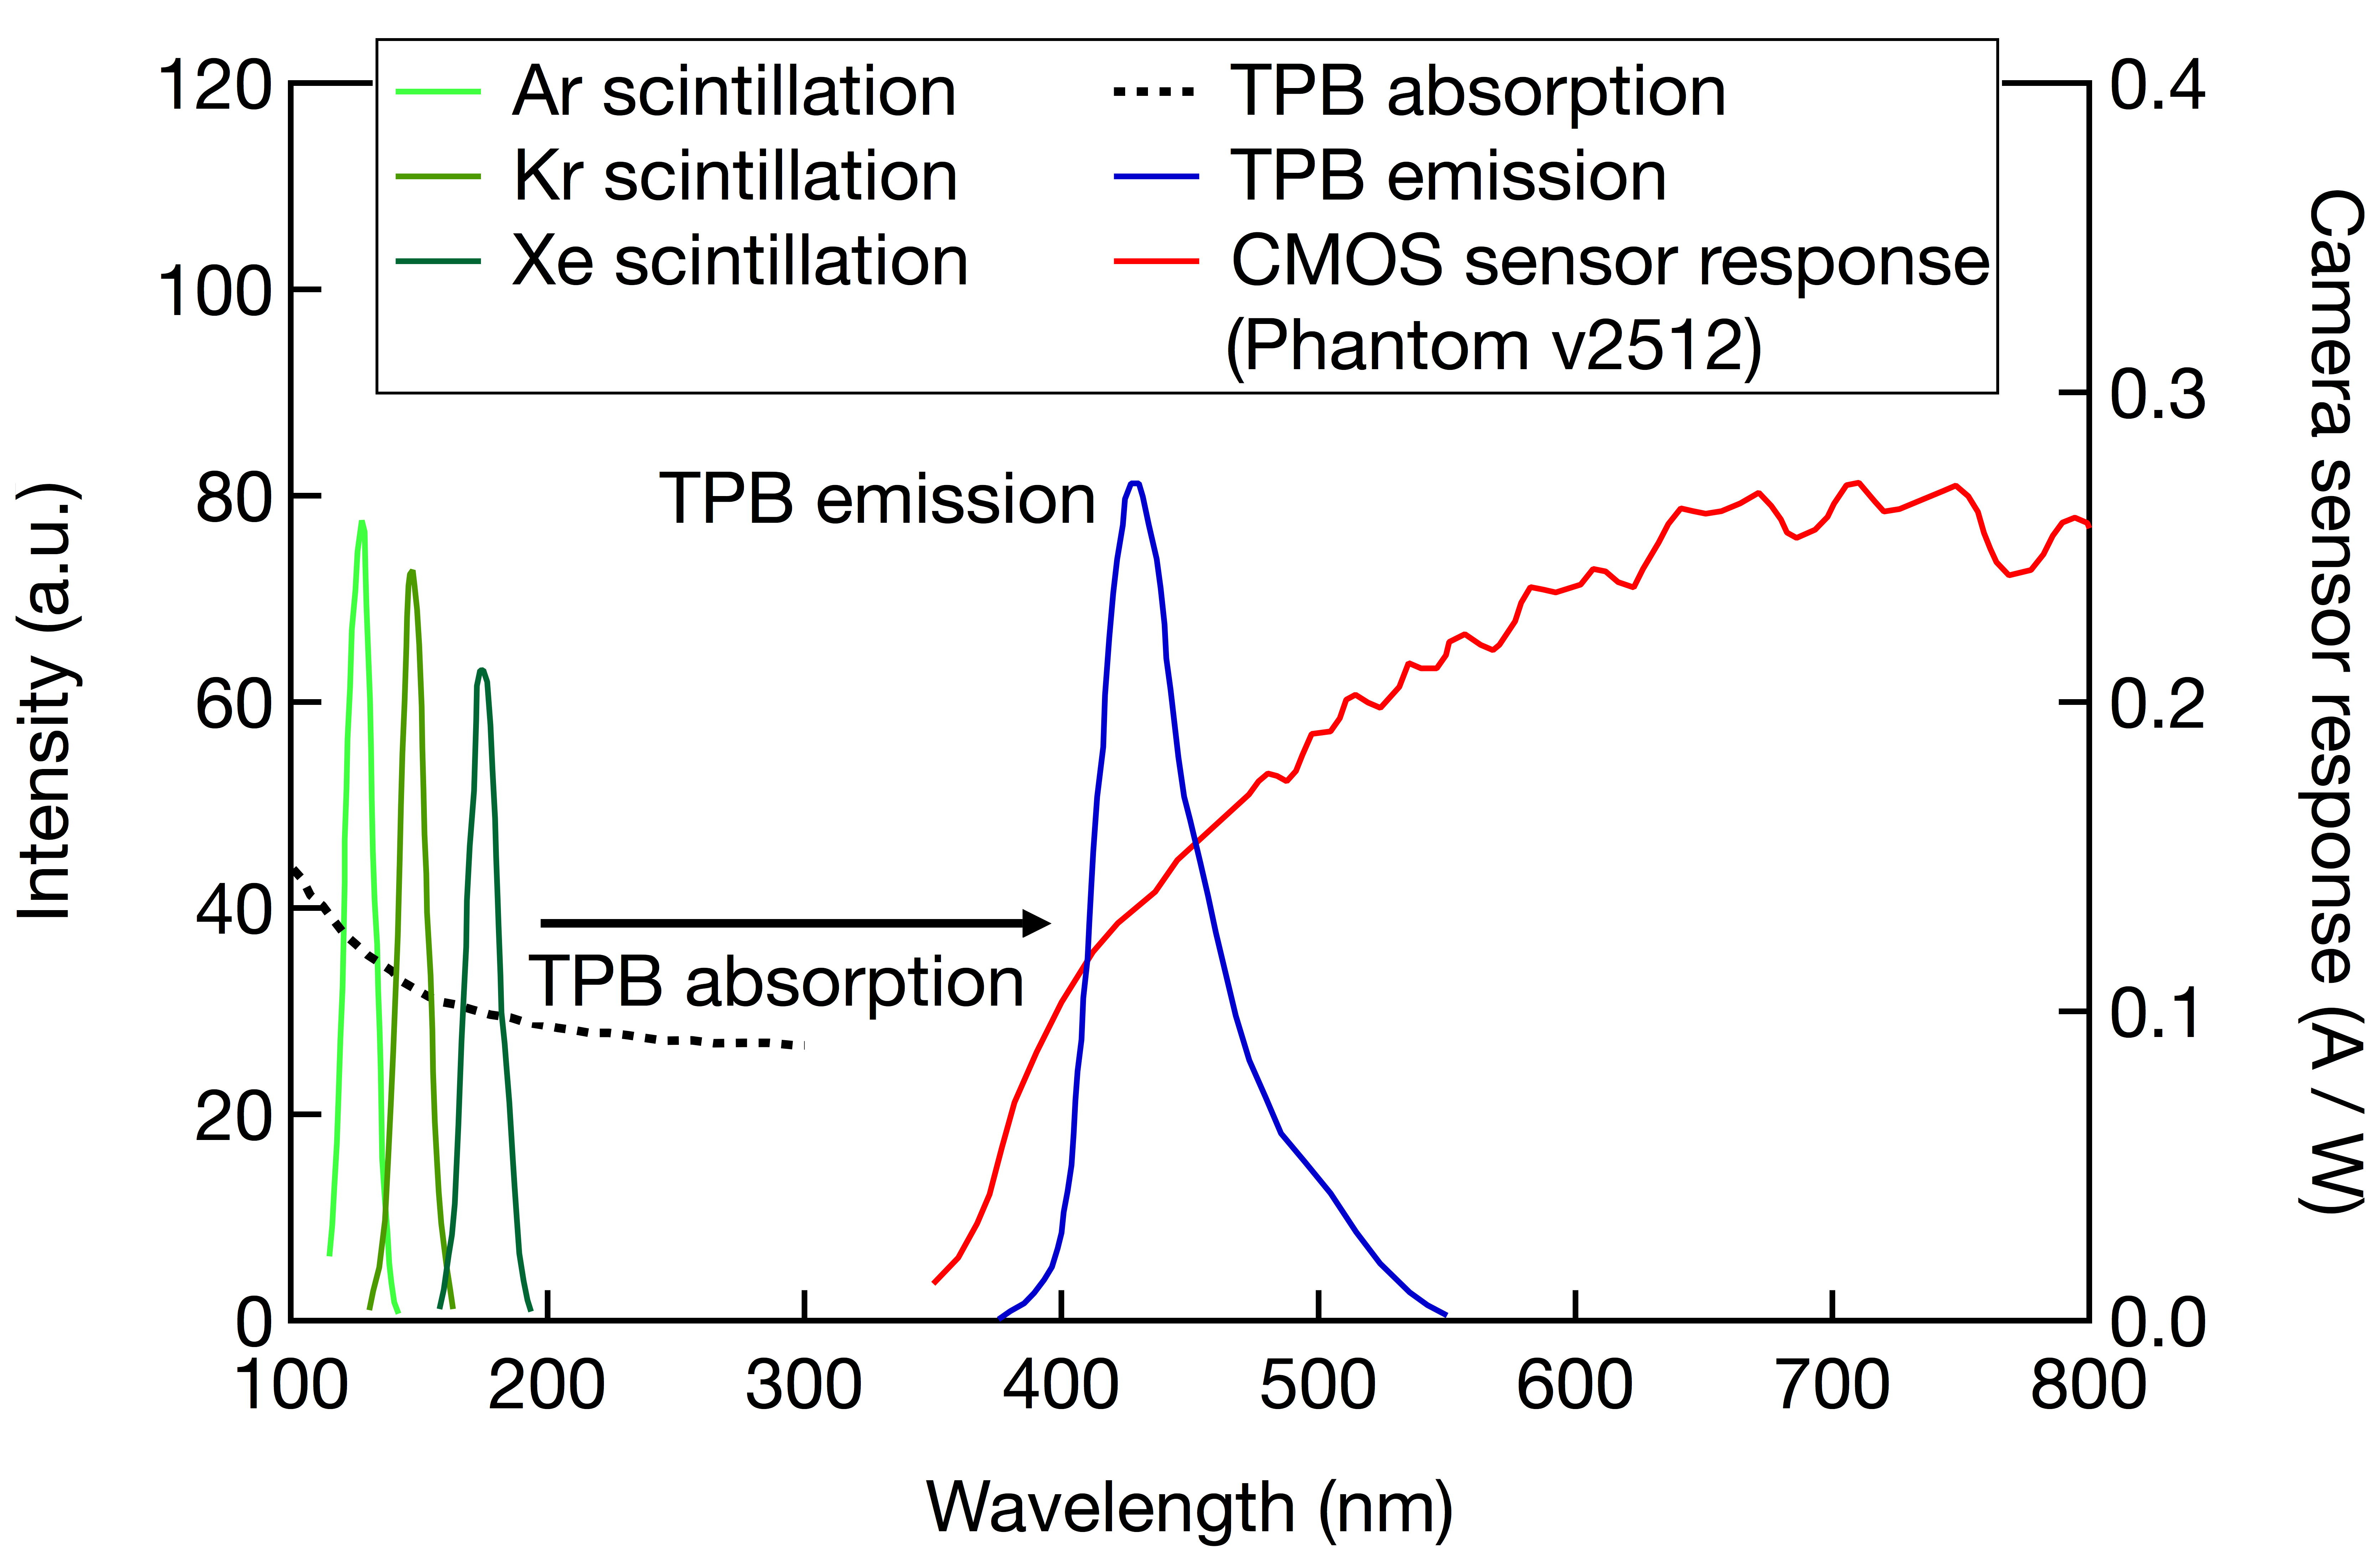 Ar scintillation
Kr scintillation
Xe scintillation
TPB absorption
TPB emission
CMOS sensor response
(Phantom v2512)
120
100
80
60
40
20
0
Intensity (a.u.)
TPB emission
TPB absorption
0.4
0.3
0.2
0.1
0.0
Camera sensor response (A / W)
100 200 300 400 500 600 700 800
Wavelength (nm)